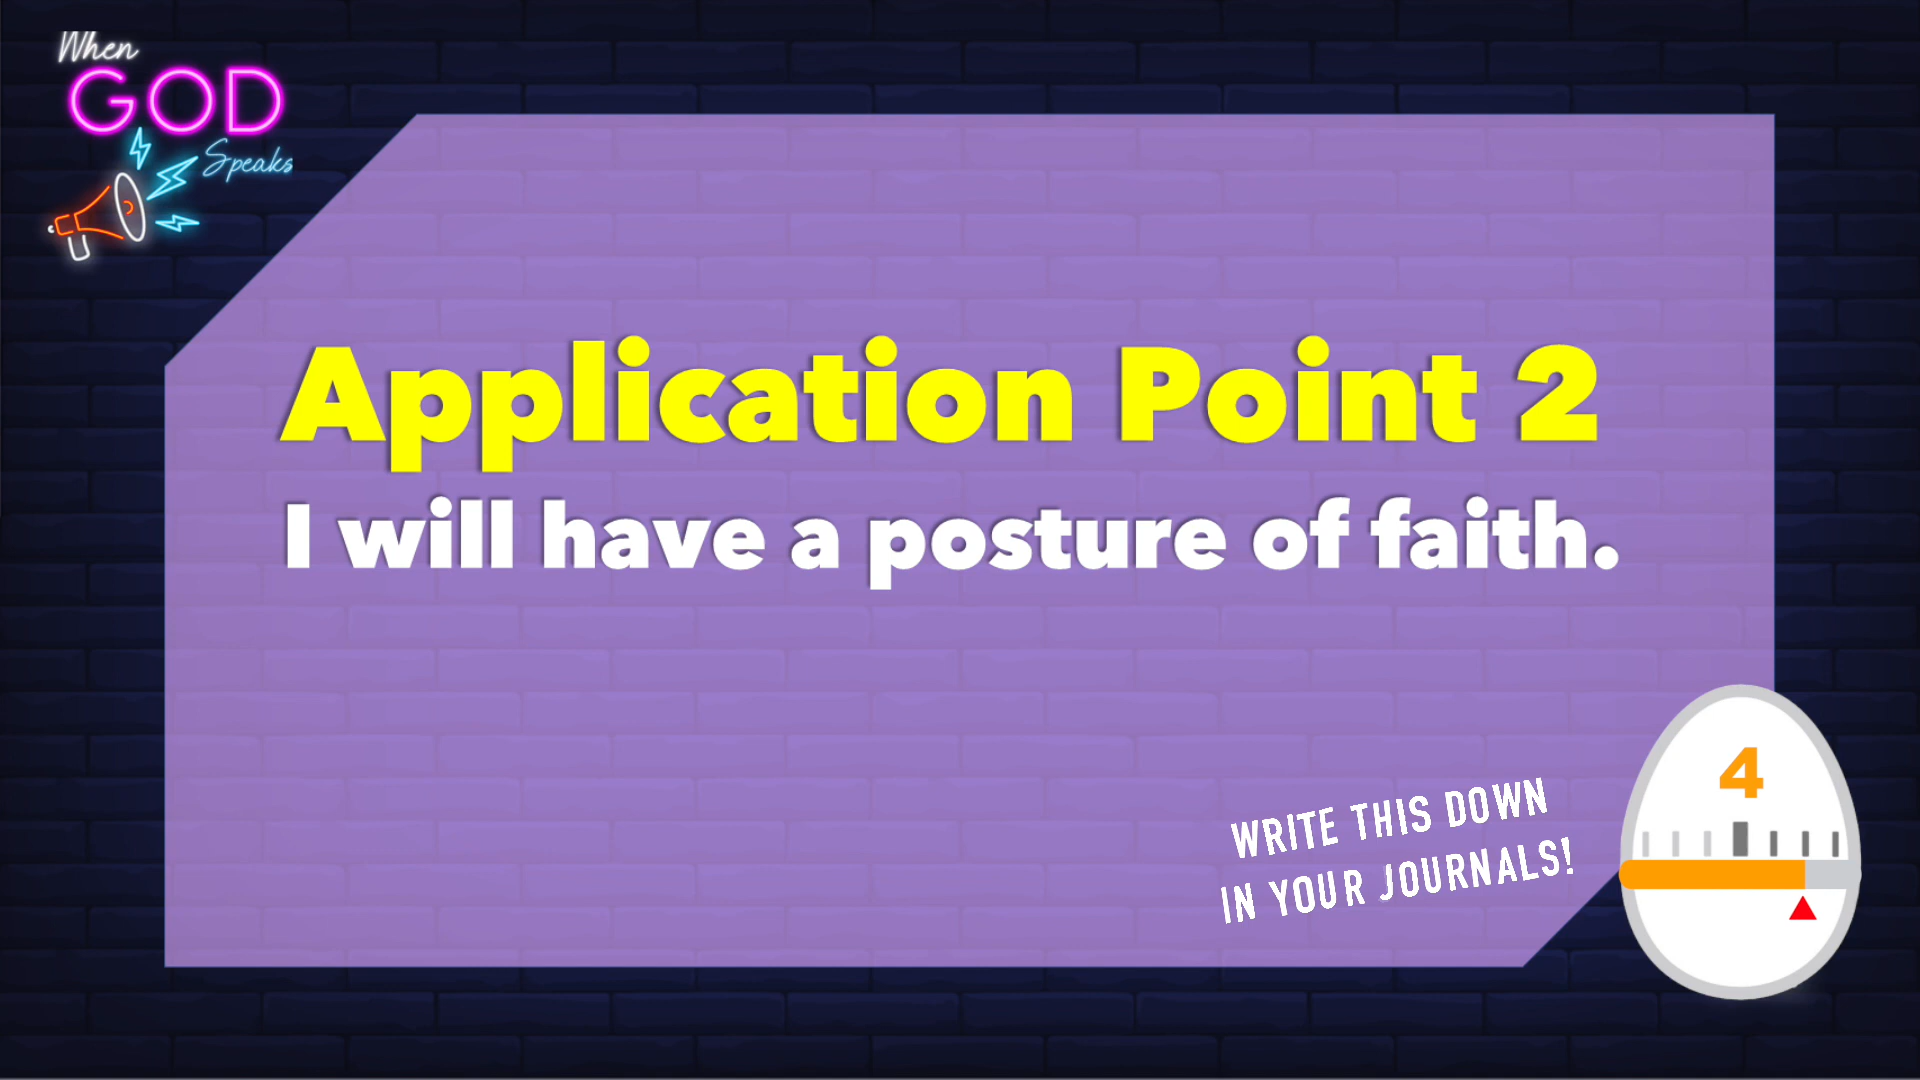 When
GOD
Speaks
Application Point 2
I will have a posture of faith.
WRITE THIS DOWN
IN YOUR JOURNALS!
4